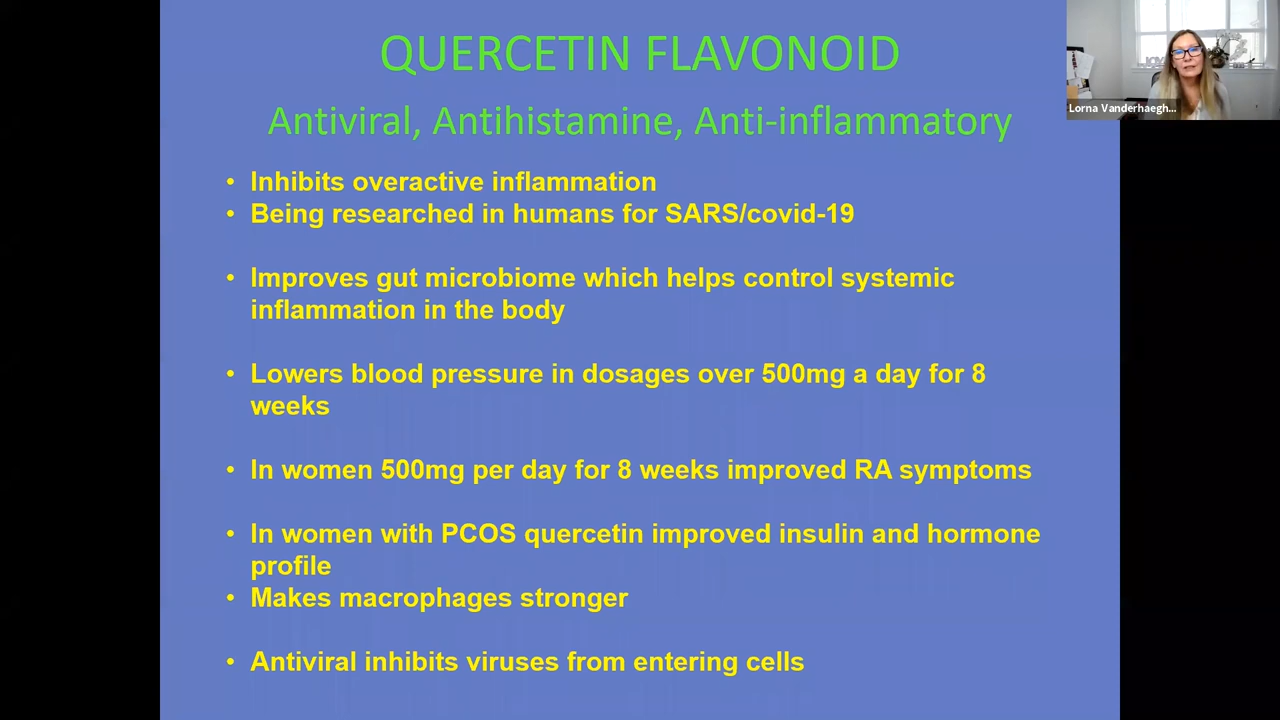 QUERCETIN FLAVONOID
Antiviral, Antihistamine, Anti-inflammatory
Lorna Vanderhaegh...
• Inhibits overactive inflammation
• Being researched in humans for SARS/covid-19
• Improves gut microbiome which helps control systemic
inflammation in the body
• Lowers blood pressure in dosages over 500mg a day for 8
weeks
• In women 500mg per day for 8 weeks improved RA symptoms
• In women with PCOS quercetin improved insulin and hormone
profile
• Makes macrophages stronger
• Antiviral inhibits viruses from entering cells